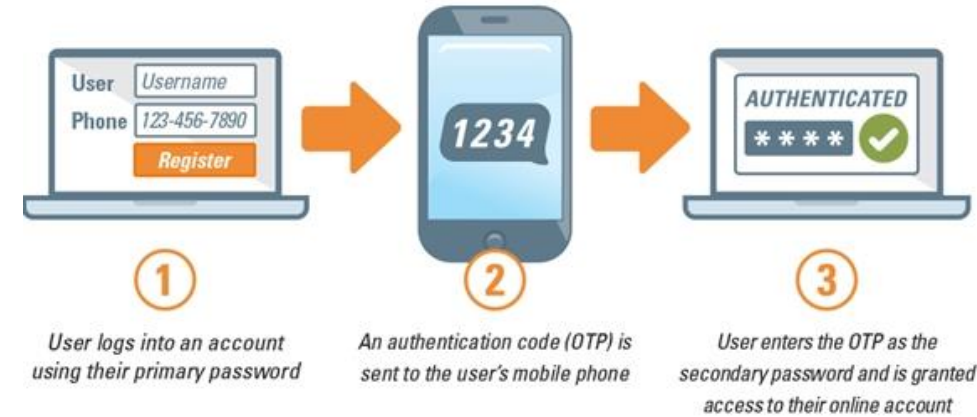 User Username
Phone 123-456-7890
Register
1234
AUTHENTICATED
****
1
User logs into an account
using their primary password
2
An authentication code (OTP) is
sent to the user's mobile phone
3
User enters the OTP as the
secondary password and is granted
access to their online account